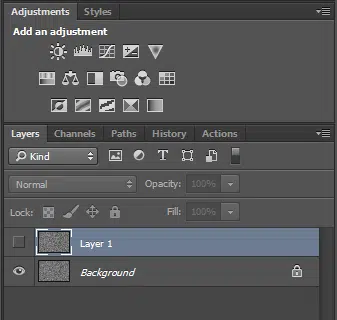 Adjustments Styles
Add an adjustment
Layers Channels Paths History Actions
Kind
Normal Opacity: 100%
Lock: Fill: 100%
Layer 1
Background